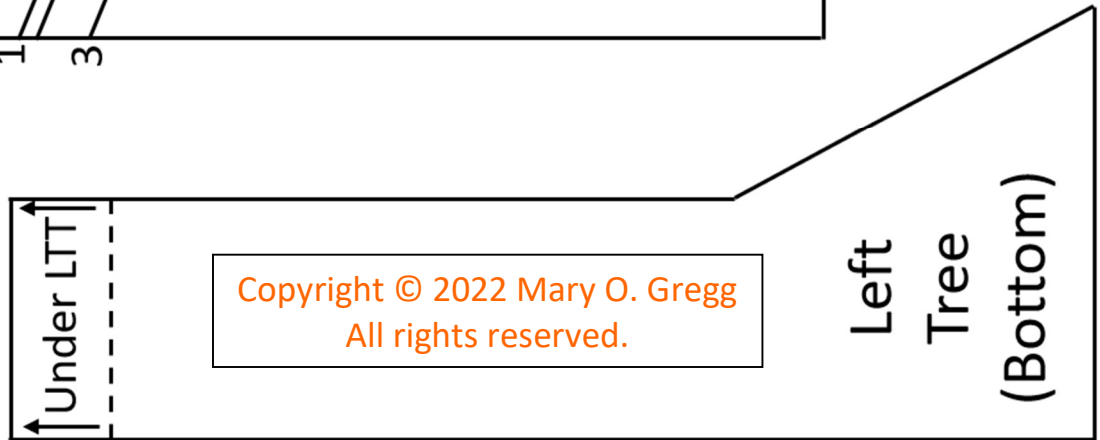 1
3
Under LTT
Copyright © 2022 Mary O. Gregg
All rights reserved.
Left
Tree
(Bottom)